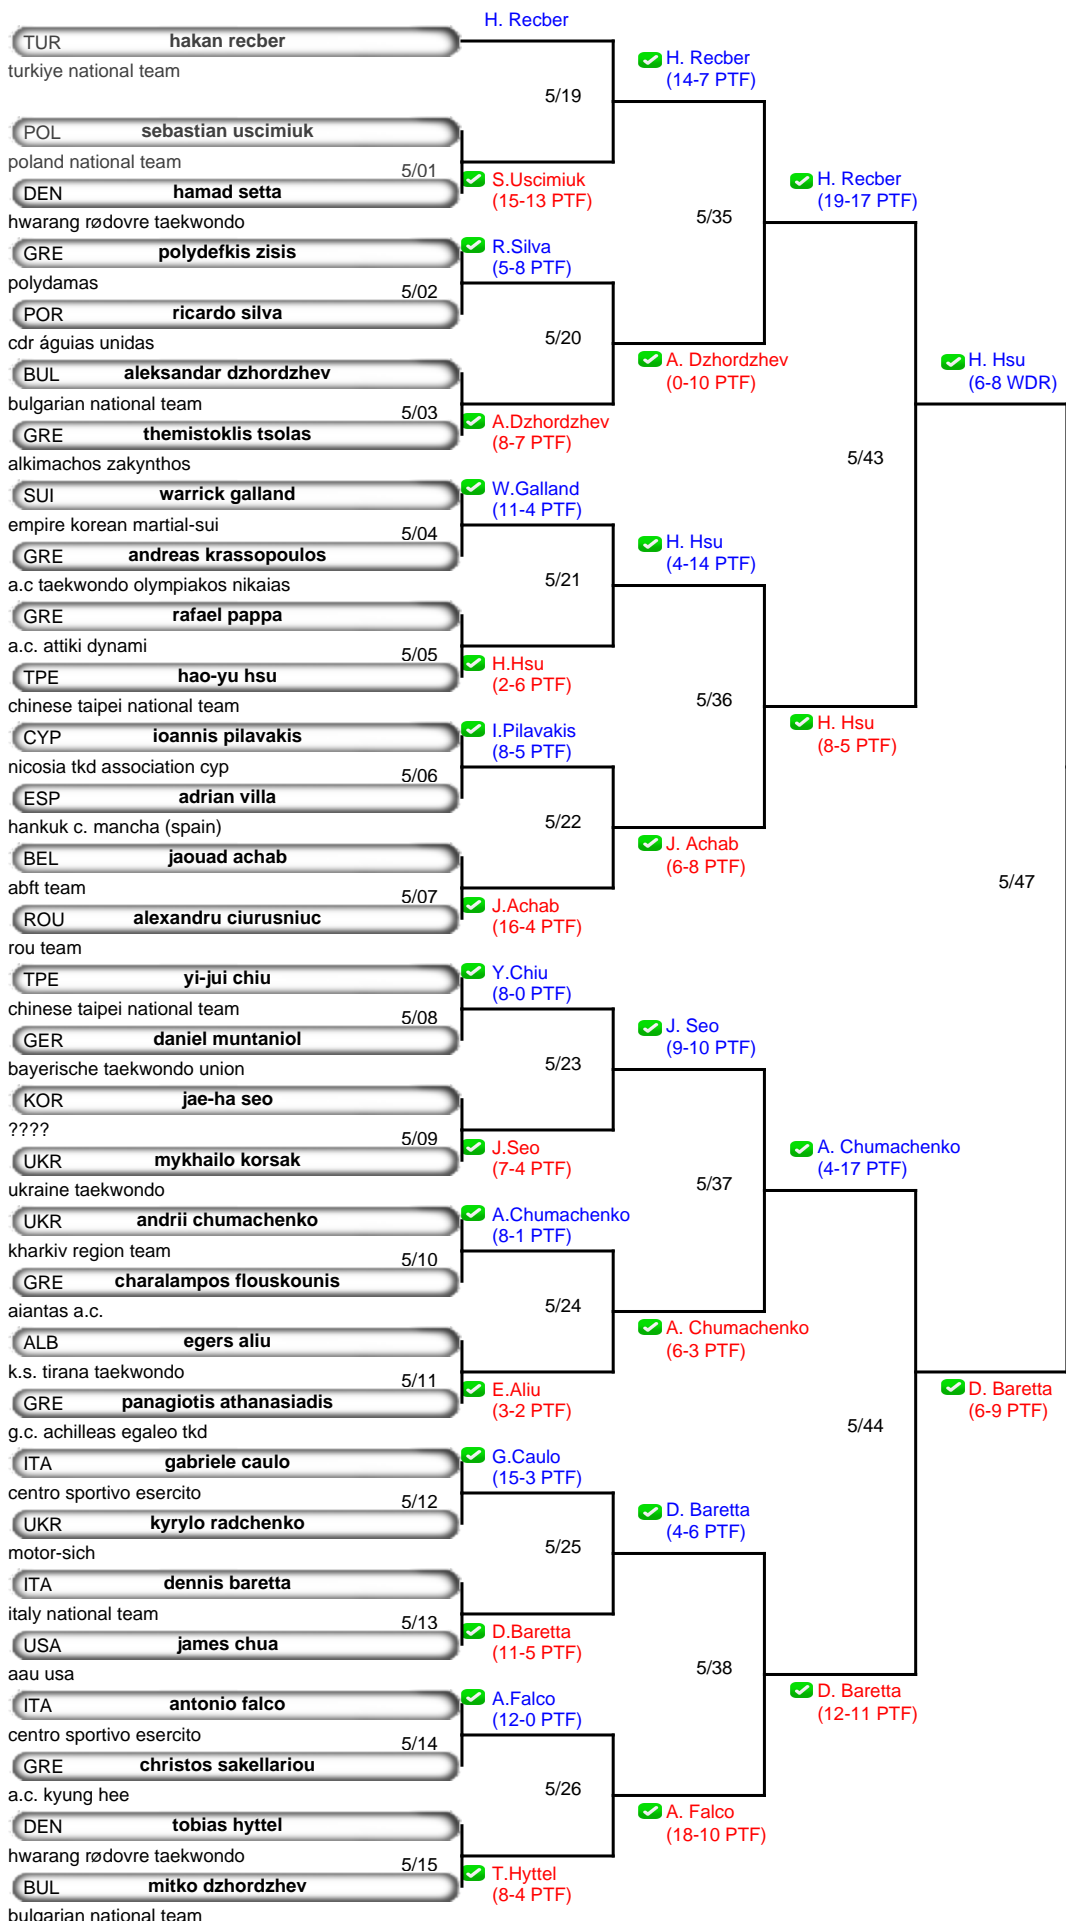 H. Recber
TUR hakan recber
turkiye national team
H. Recber
(14-7 PTF)
5/19
POL sebastian uscimiuk
poland national team
5/01
DEN hamad setta
hwarang rødovre taekwondo
S.Uscimiuk
(15-13 PTF)
H. Recber
(19-17 PTF)
5/35
GRE polydefkis zisis
polydamas
R.Silva
(5-8 PTF)
5/02
POR ricardo silva
cdr águias unidas
5/20
BUL aleksandar dzhordzhev
bulgarian national team
A. Dzhordzhev
(0-10 PTF)
H. Hsu
(6-8 WDR)
5/03
GRE themistoklis tsolas
alkimachos zakynthos
A.Dzhordzhev
(8-7 PTF)
5/43
SUI warrick galland
empire korean martial-sui
W.Galland
(11-4 PTF)
5/04
GRE andreas krassopoulos
a.c taekwondo olympiakos nikaias
H. Hsu
(4-14 PTF)
5/21
GRE rafael pappa
a.c. attiki dynami
5/05
TPE hao-yu hsu
chinese taipei national team
H.Hsu
(2-6 PTF)
5/36
H. Hsu
(8-5 PTF)
CYP ioannis pilavakis
nicosia tkd association cyp
I.Pilavakis
(8-5 PTF)
5/06
ESP adrian villa
hankuk c. mancha (spain)
5/22
BEL jaouad achab
abft team
J. Achab
(6-8 PTF)
5/47
5/07
ROU alexandru ciurusniuc
rou team
J.Achab
(16-4 PTF)
TPE yi-jui chiu
chinese taipei national team
Y.Chiu
(8-0 PTF)
5/08
GER daniel muntaniol
bayerische taekwondo union
J. Seo
(9-10 PTF)
5/23
KOR jae-ha seo
????
5/09
UKR mykhailo korsak
ukraine taekwondo
J.Seo
(7-4 PTF)
A. Chumachenko
(4-17 PTF)
5/37
UKR andrii chumachenko
kharkiv region team
A.Chumachenko
(8-1 PTF)
5/10
GRE charalampos flouskounis
aiantas a.c.
5/24
ALB egers aliu
k.s. tirana taekwondo
A. Chumachenko
(6-3 PTF)
5/11
GRE panagiotis athanasiadis
g.c. achilleas egaleo tkd
E.Aliu
(3-2 PTF)
D. Baretta
(6-9 PTF)
5/44
ITA gabriele caulo
centro sportivo esercito
G.Caulo
(15-3 PTF)
5/12
UKR kyrylo radchenko
motor-sich
D. Baretta
(4-6 PTF)
5/25
ITA dennis baretta
italy national team
5/13
USA james chua
aau usa
D.Baretta
(11-5 PTF)
5/38
D. Baretta
(12-11 PTF)
ITA antonio falco
centro sportivo esercito
A.Falco
(12-0 PTF)
5/14
GRE christos sakellariou
a.c. kyung hee
5/26
DEN tobias hyttel
hwarang rødovre taekwondo
A. Falco
(18-10 PTF)
5/15
BUL mitko dzhordzhev
bulgarian national team
T.Hyttel
(8-4 PTF)